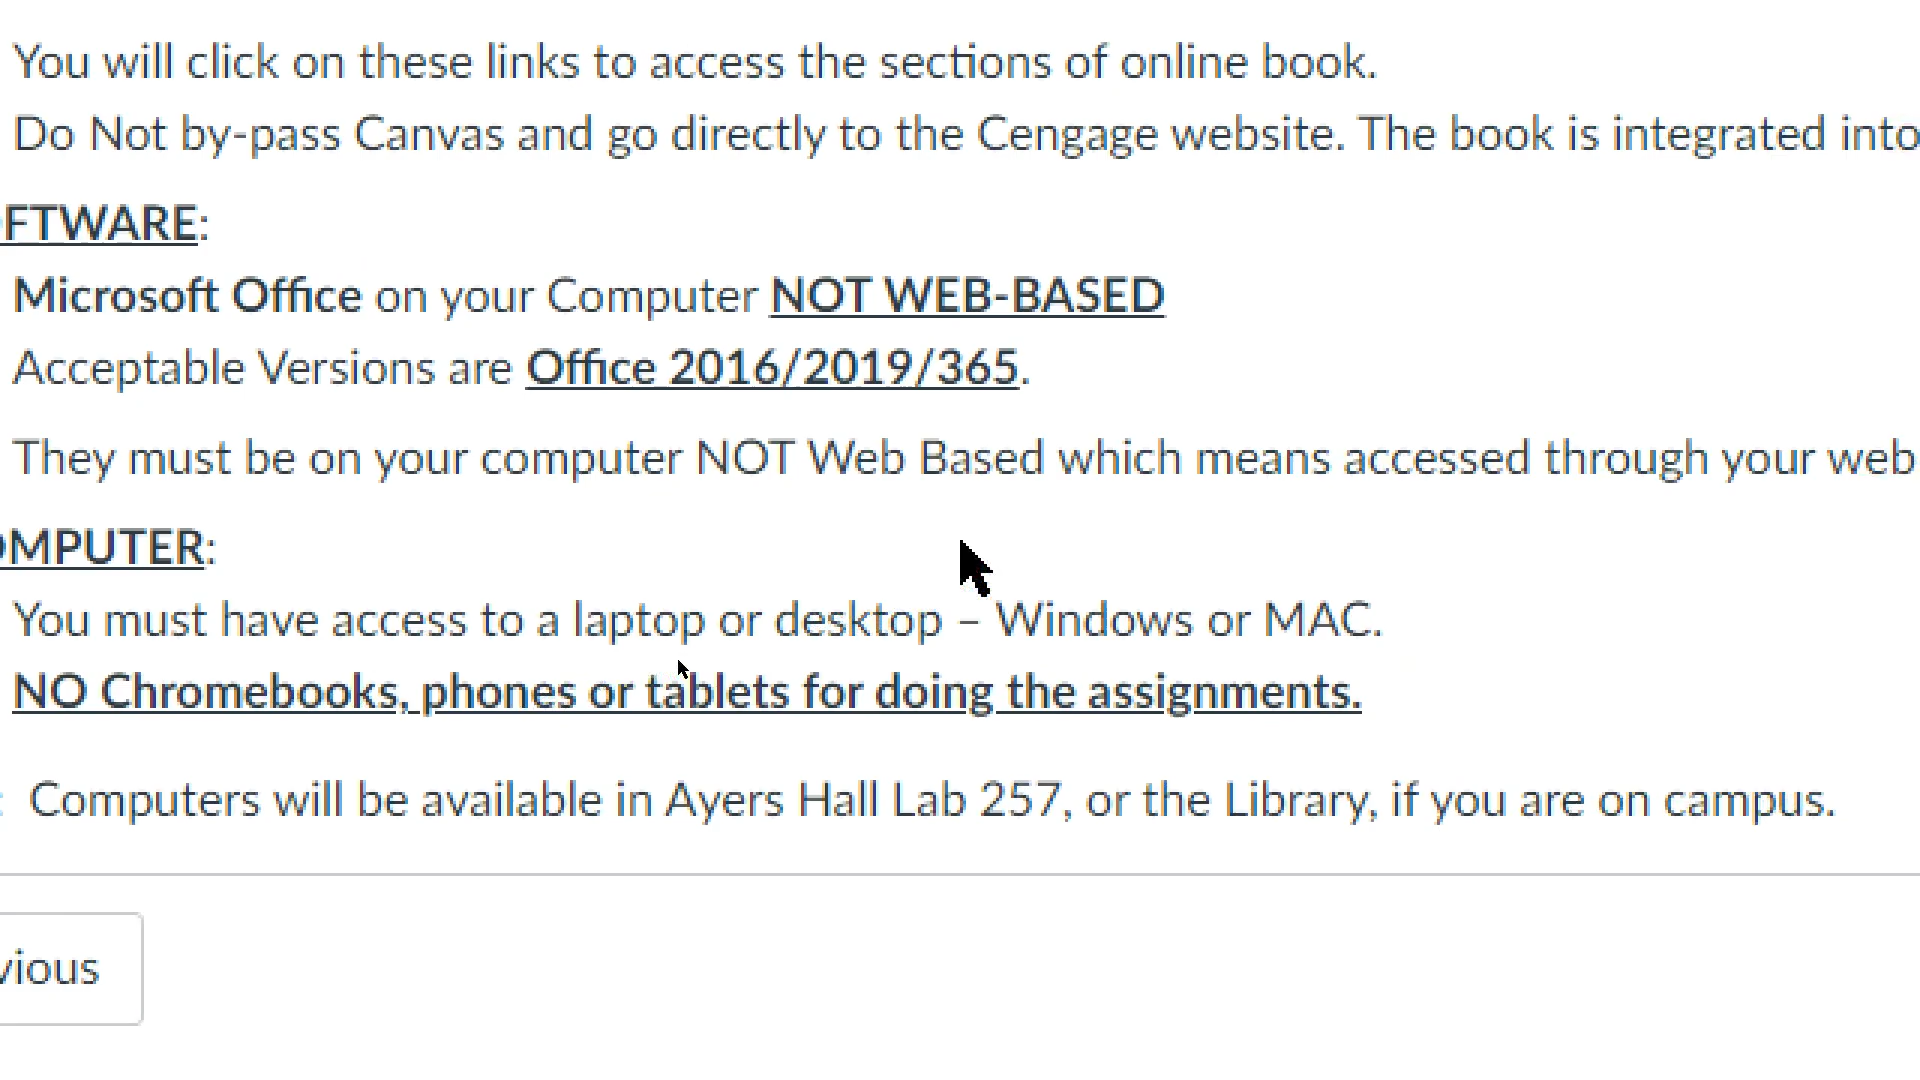 You will click on these links to access the sections of online book.
Do Not by-pass Canvas and go directly to the Cengage website. The book is integrated into
OFTWARE:
Microsoft Office on your Computer NOT WEB-BASED
Acceptable Versions are Office 2016/2019/365.
They must be on your computer NOT Web Based which means accessed through your web
OMPUTER:
You must have access to a laptop or desktop – Windows or MAC.
NO Chromebooks, phones or tablets for doing the assignments.
: Computers will be available in Ayers Hall Lab 257, or the Library, if you are on campus.
vious